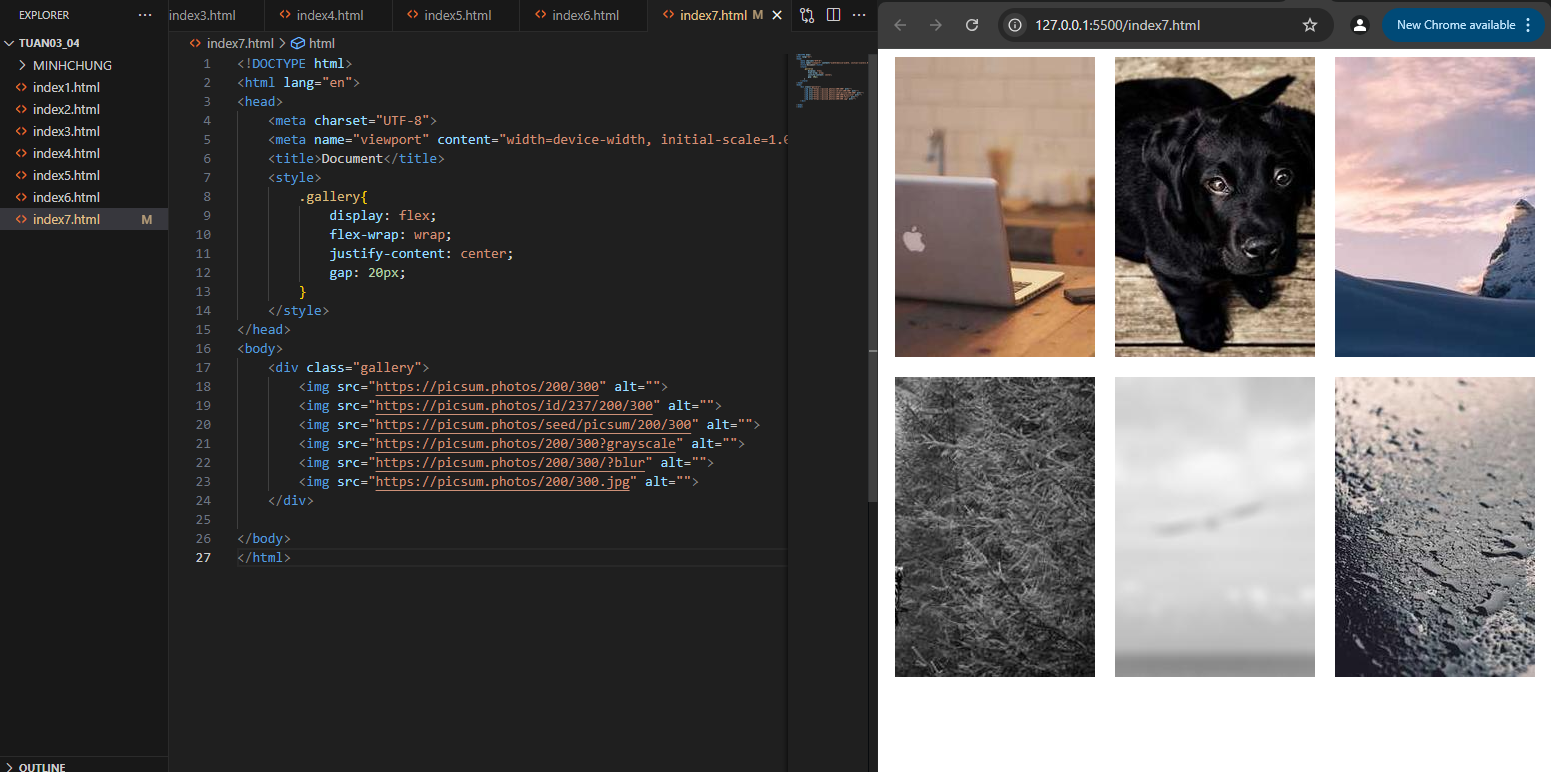 EXPLORER
TUAN03_04
MINHCHUNG
index1.html
index2.html
index3.html
index4.html
index5.html
index6.html
index7.html M
OUTLINE
index3.html index4.html index5.html index6.html index7.html M
index7.html > html
1 <!DOCTYPE html>
2 <html lang="en">
3 <head>
4 <meta charset="UTF-8">
5 <meta name="viewport" content="width=device-width, initial-scale=1.0
6 <title>Document</title>
7 <style>
8 .gallery{
9 display: flex;
10 flex-wrap: wrap;
11 justify-content: center;
12 gap: 20px;
13 }
14 </style>
15 </head>
16 <body>
17 <div class="gallery">
18 <img src="https://picsum.photos/200/300" alt="">
19 <img src="https://picsum.photos/id/237/200/300" alt="">
20 <img src="https://picsum.photos/seed/picsum/200/300" alt="">
21 <img src="https://picsum.photos/200/300?grayscale" alt="">
22 <img src="https://picsum.photos/200/300/?blur" alt="">
23 <img src="https://picsum.photos/200/300.jpg" alt="">
24 </div>
25
26 </body>
27 </html>
127.0.0.1:5500/index7.html
New Chrome available